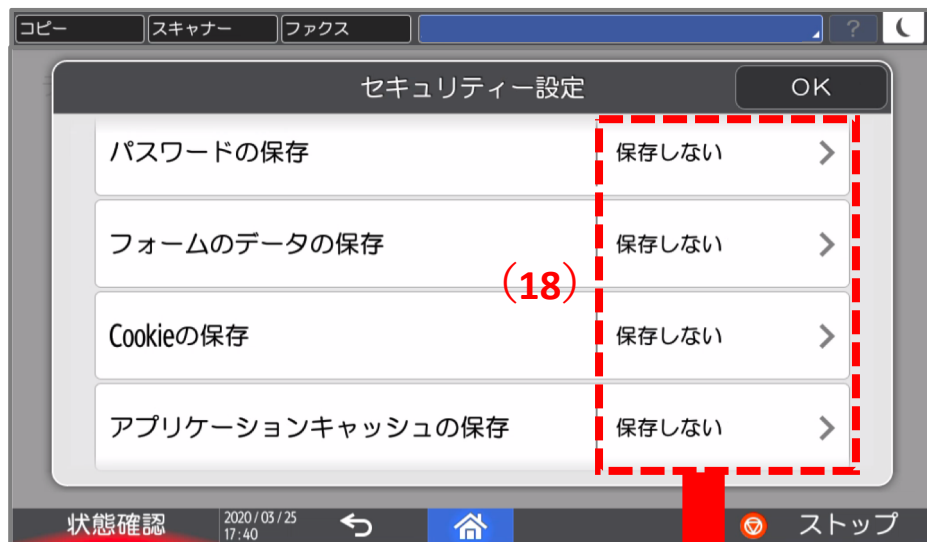 コピー
スキャナー
ファクス
?
セキュリティー設定
OK
パスワードの保存
保存しない
フォームのデータの保存
保存しない
（18）
Cookieの保存
保存しない
アプリケーションキャッシュの保存
保存しない
状態確認
2020/03/25
17:40
ストップ